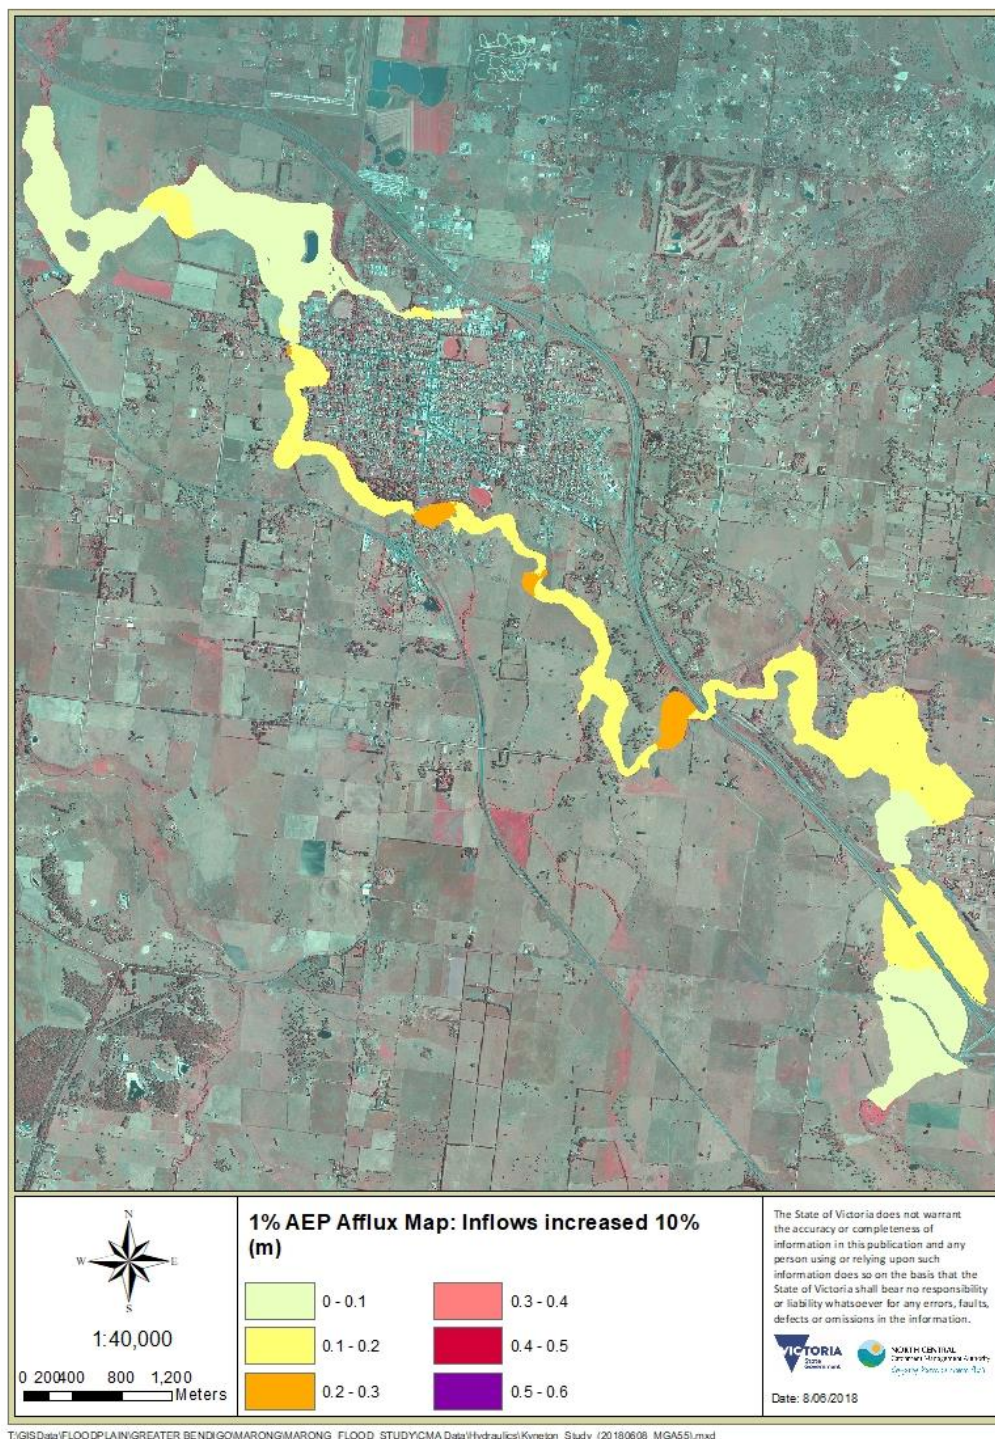 N
W
E
S
1:40,000
0 200400 800 1,200
Meters
1% AEP Afflux Map: Inflows increased 10%
(m)
0 - 0.1
0.1 - 0.2
0.2 - 0.3
0.3 - 0.4
0.4 - 0.5
0.5 - 0.6
The State of Victoria does not warrant
the accuracy or completeness of
information in this publication and any
person using or relying upon such
information does so on the basis that the
State of Victoria shall bear no responsibility
or liability whatsoever for any errors, faults,
defects or omissions in the information.
VICTORIA
State
Government
NORTH CENTRAL
Catchment Management Authority
Date: 8/06/2018
T:\GISData\FLOODPLAIN\GREATER BENDIGO\MARONG\MARONG_FLOOD_STUDY\CMA Data\Hydraulics\Kyneton_Study_(20180608_MGA55).mxd